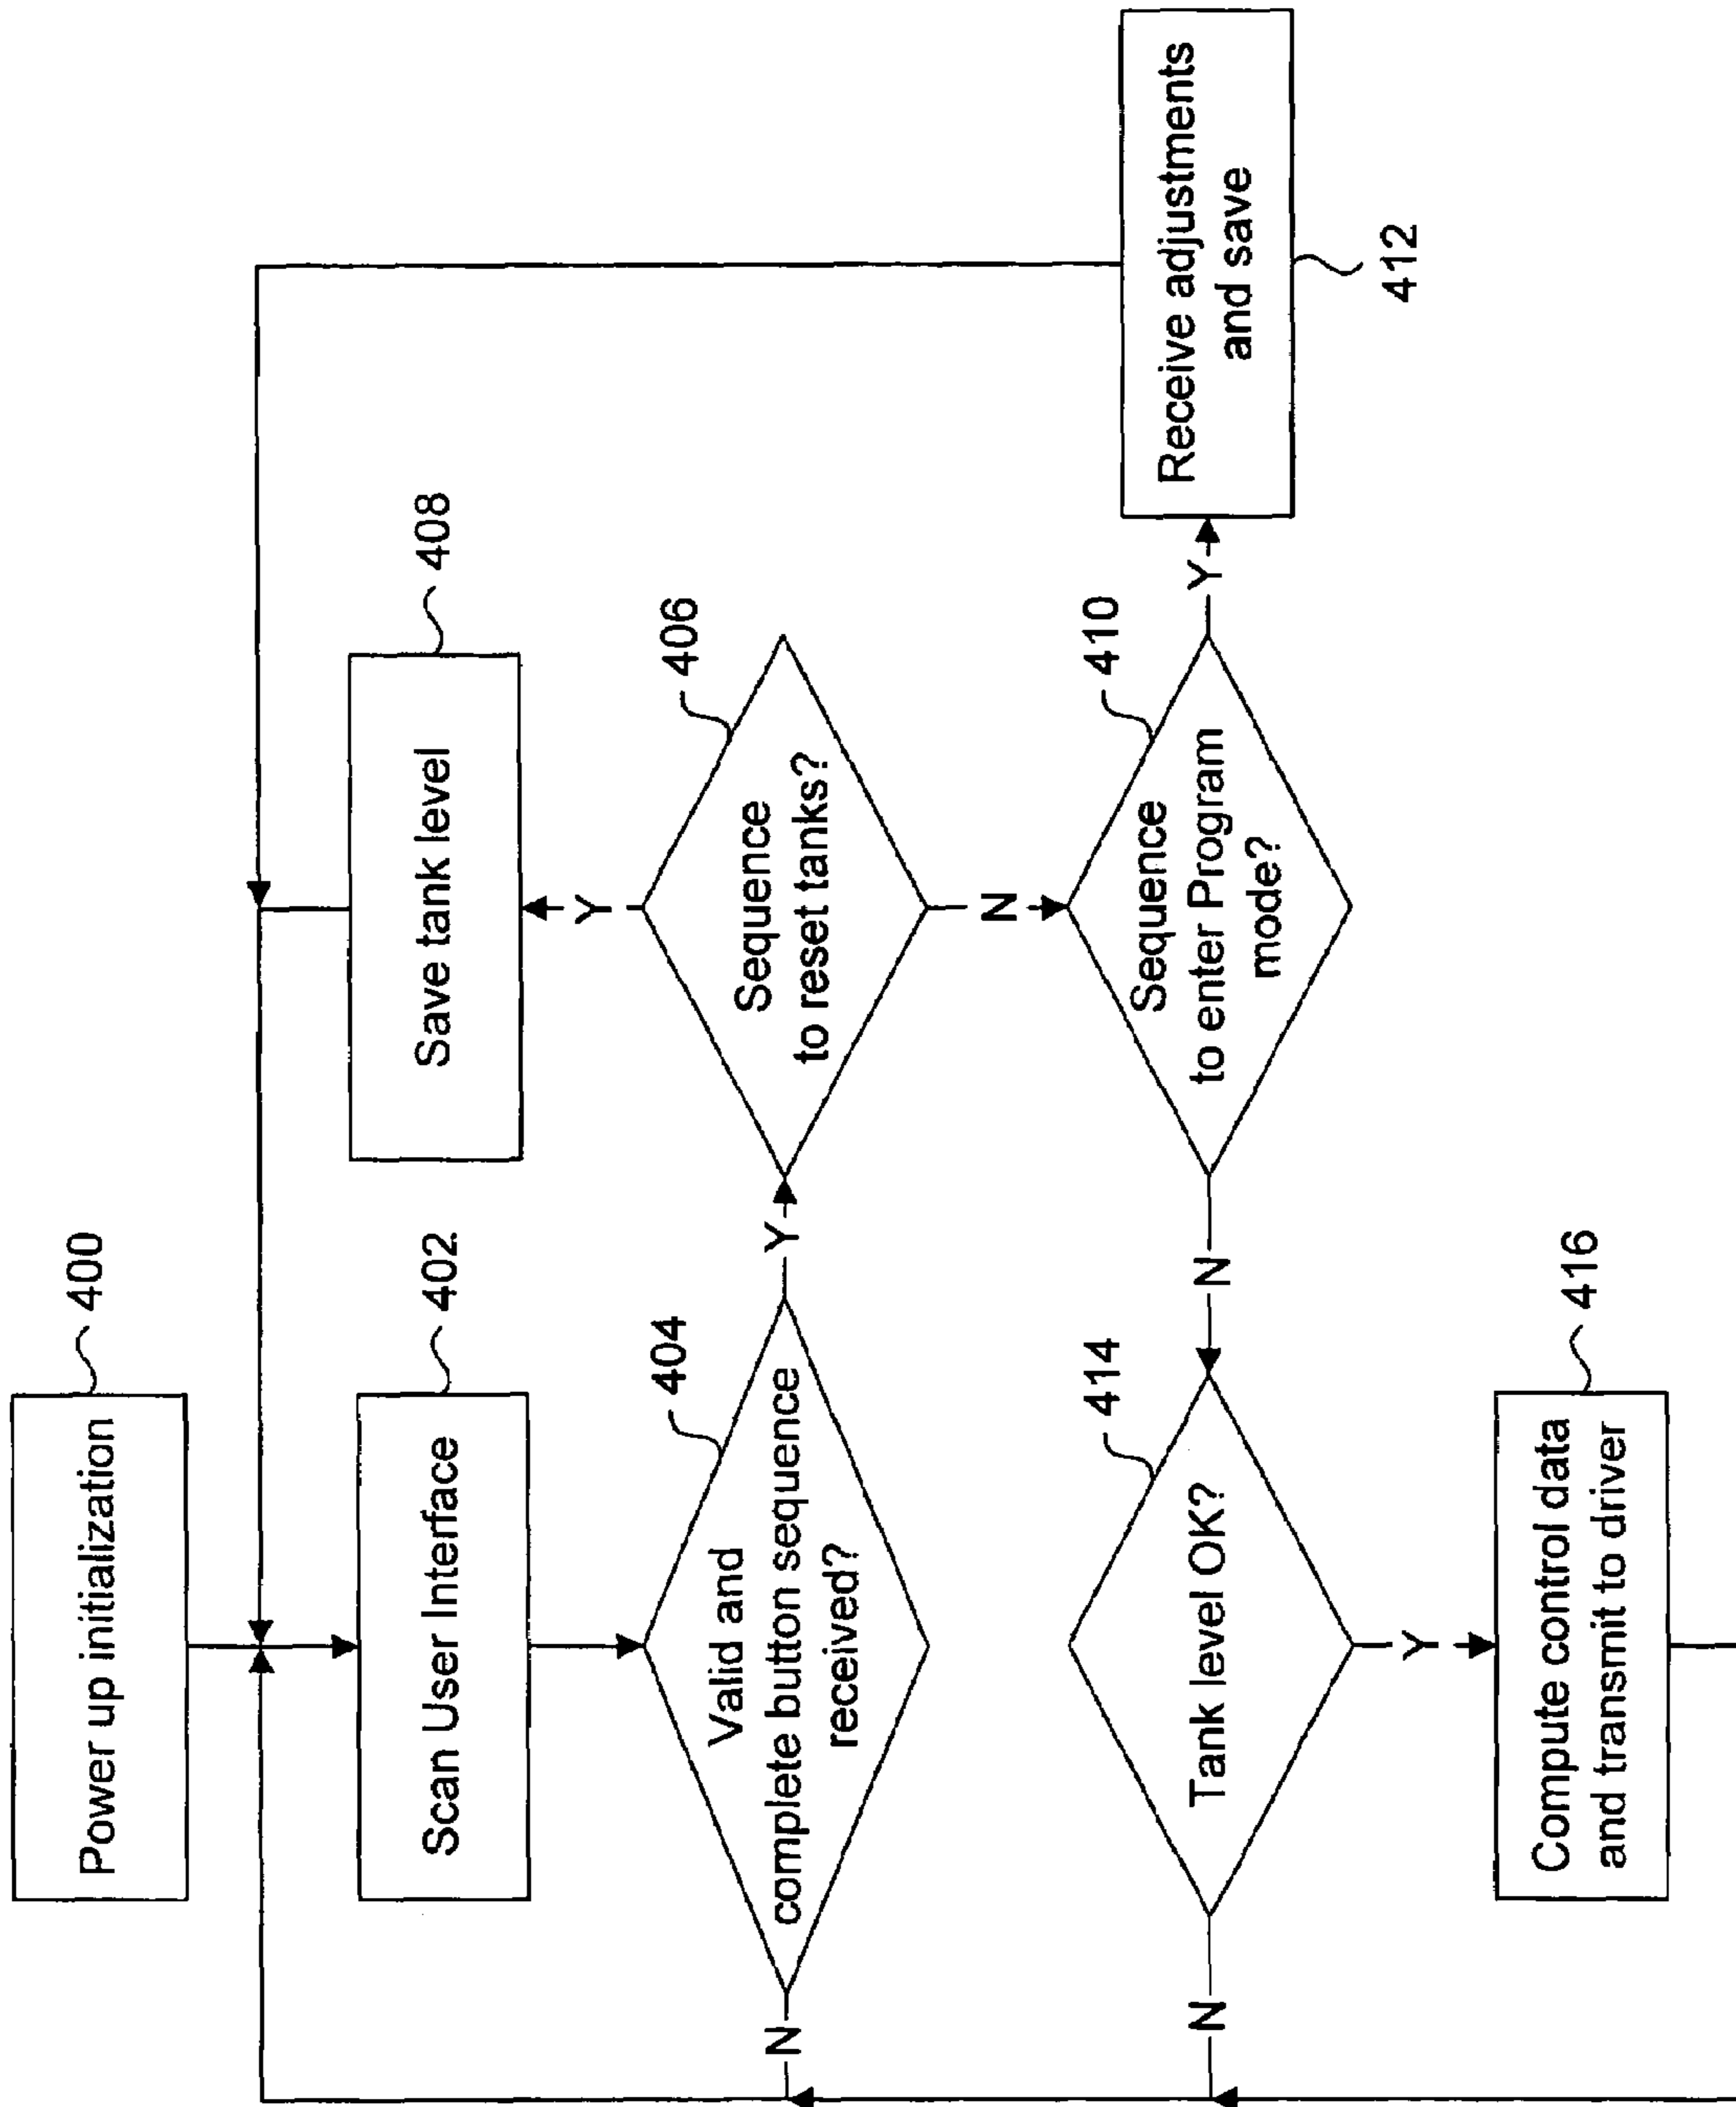 Power up initialization
400
Scan User Interface
402
Valid and
complete button sequence
received?
404
N
Y
Sequence
to reset tanks?
406
Y
Save tank level
408
N
Sequence
to enter Program
mode?
410
Y
Receive adjustments
and save
412
N
Tank level OK?
414
N
Y
Compute control data
and transmit to driver
416